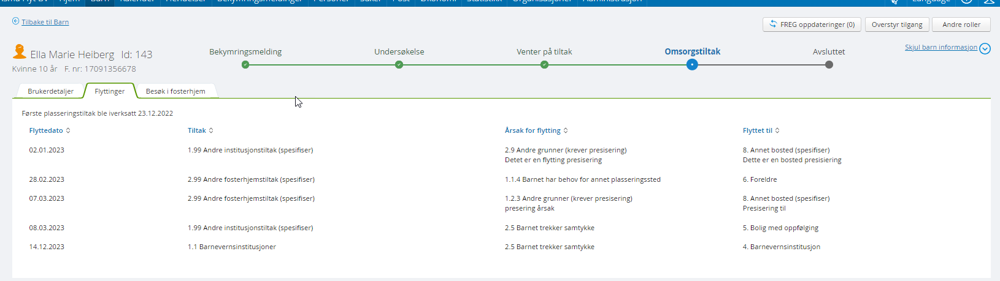 Hjem Barn Kalender Hendelser Bekymringsmeldinger Personer Saker Post Økonomi Statistikk Organisasjoner Administrasjon Language
Tilbake til Barn
FREG oppdateringer (0) Overstyr tilgang Andre roller
Ella Marie Heiberg Id: 143
Kvinne 10 år F. nr: 17091356678
Bekymringsmelding Undersøkelse Venter på tiltak Omsorgstiltak Avsluttet
Skjul barn informasjon
Brukerdetaljer Flyttinger Besøk i fosterhjem
Første plasseringstiltak ble iverksatt 23.12.2022
Flyttedato Tiltak Årsak for flytting Flyttet til
02.01.2023 1.99 Andre institusjonstiltak (spesifiser) 2.9 Andre grunner (krever presisering) 8. Annet bosted (spesifiser)
Detet er en flytting presisering Dette er en bosted presisiering
28.02.2023 2.99 Andre fosterhjemstiltak (spesifiser) 1.1.4 Barnet har behov for annet plasseringssted 6. Foreldre
07.03.2023 2.99 Andre fosterhjemstiltak (spesifiser) 1.2.3 Andre grunner (krever presisering) 8. Annet bosted (spesifiser)
presering årsak Presisering til
08.03.2023 1.99 Andre institusjonstiltak (spesifiser) 2.5 Barnet trekker samtykke 5. Bolig med oppfølging
14.12.2023 1.1 Barnevernsinstitusjoner 2.5 Barnet trekker samtykke 4. Barnevernsinstitusjon